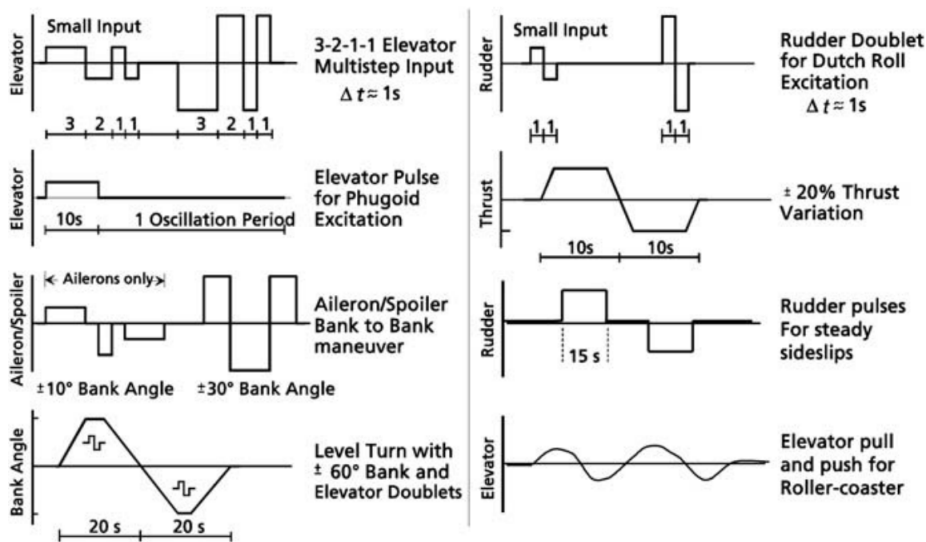 Elevator
Small Input
3-2-1-1 Elevator
Multistep Input
Δ t ≈ 1s
3 2 1 1 3 2 1 1
Elevator
Elevator Pulse
for Phugoid
Excitation
10s 1 Oscillation Period
Aileron/Spoiler
Ailerons only
Aileron/Spoiler
Bank to Bank
maneuver
±10° Bank Angle ±30° Bank Angle
Bank Angle
Level Turn with
± 60° Bank and
Elevator Doublets
20 s 20 s
Rudder
Small Input
Rudder Doublet
for Dutch Roll
Excitation
Δ t ≈ 1s
1 1 1 1
Thrust
± 20% Thrust
Variation
10s 10s
Rudder
Rudder pulses
For steady
sideslips
15 s
Elevator
Elevator pull
and push for
Roller-coaster